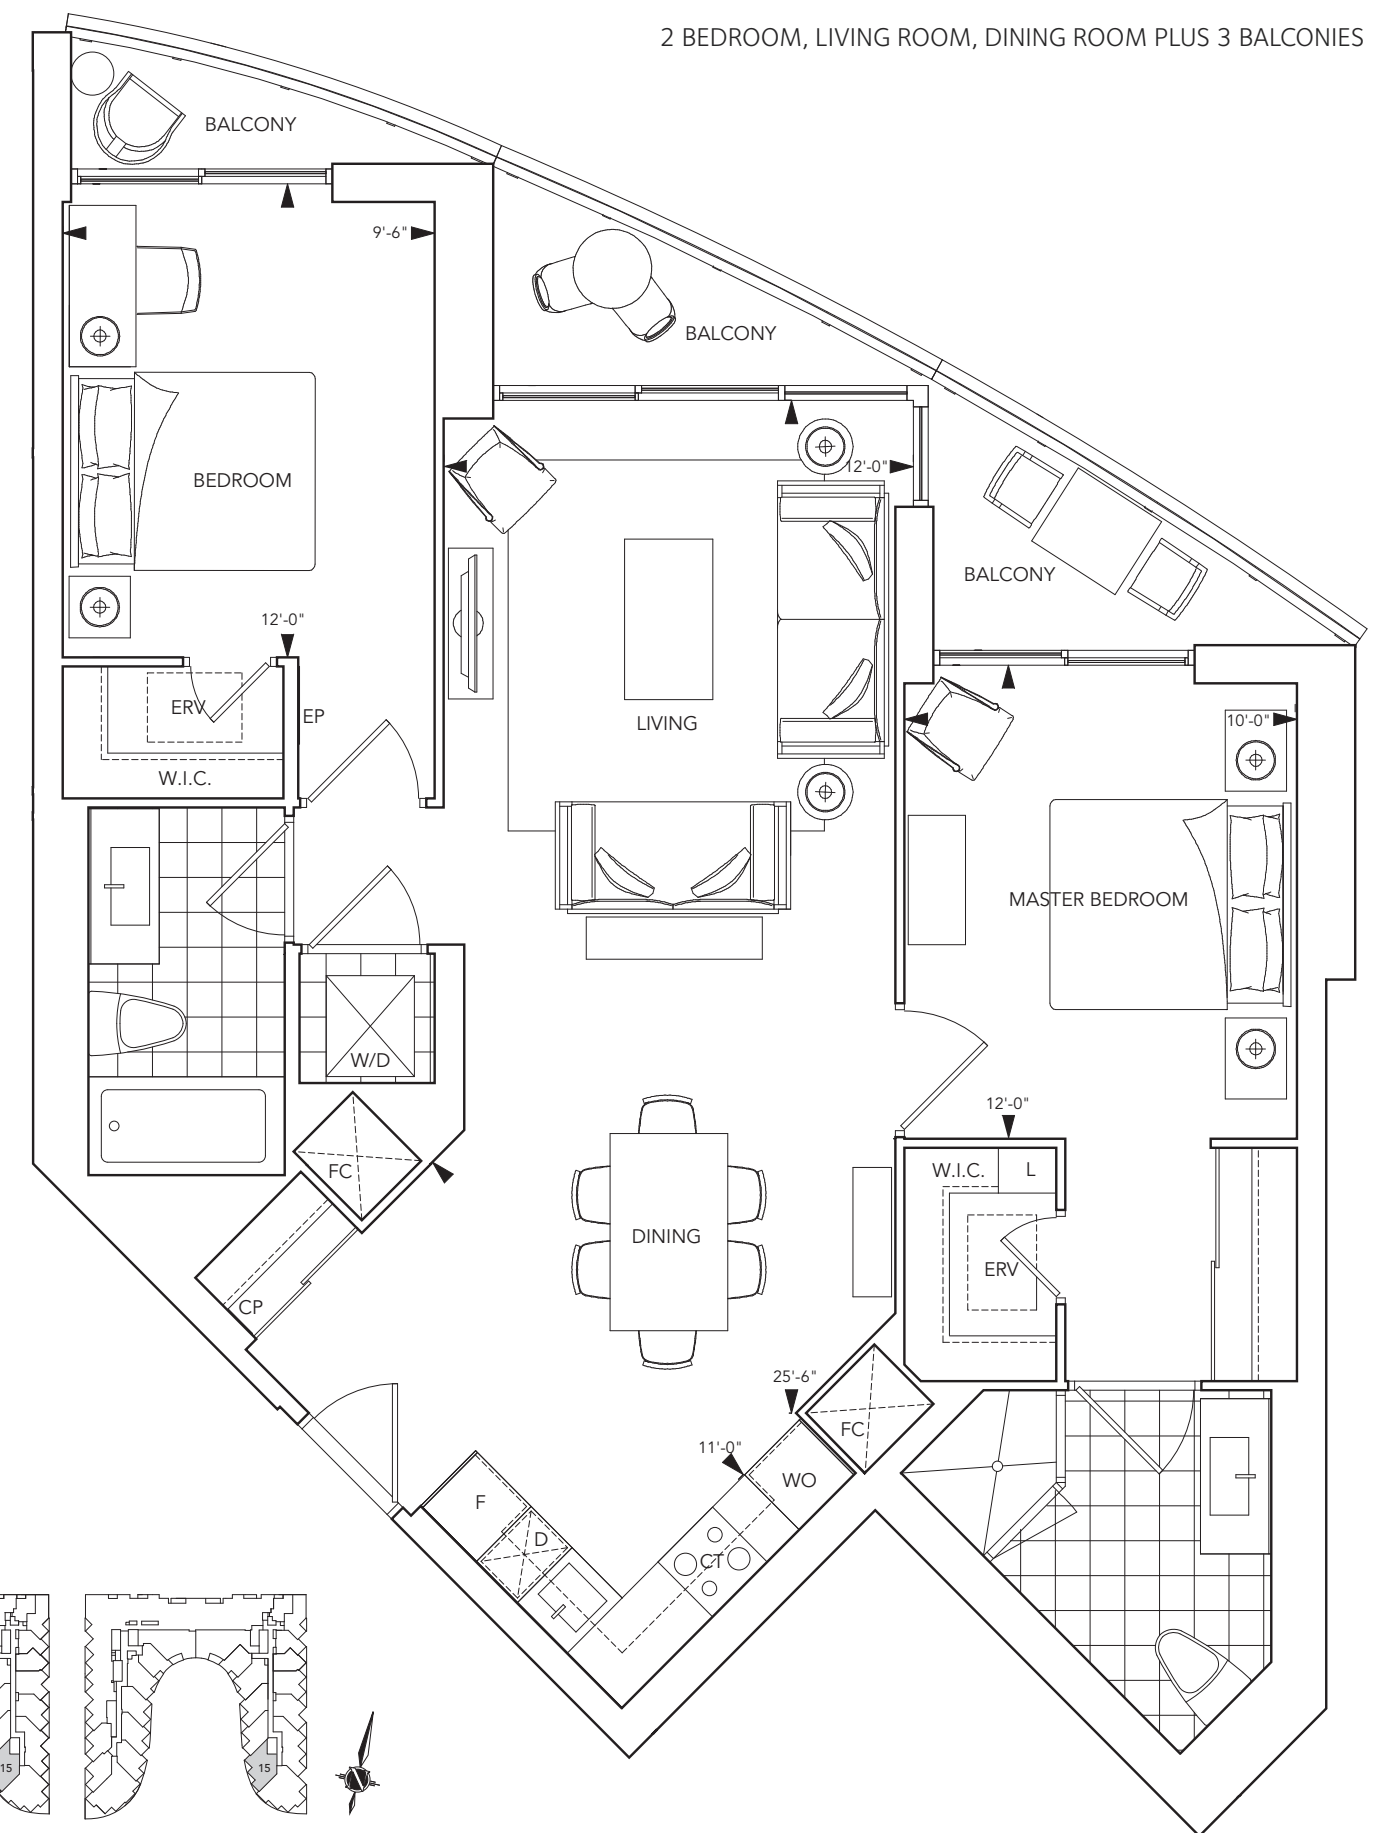 2 BEDROOM, LIVING ROOM, DINING ROOM PLUS 3 BALCONIES
BALCONY
9'-6"
BALCONY
12'-0"
BEDROOM
BALCONY
12'-0"
ERV
EP
LIVING
10'-0"
W.I.C.
MASTER BEDROOM
W/D
12'-0"
FC
W.I.C.
L
DINING
ERV
CP
25'-6"
FC
11'-0"
WO
F
D
CT
15
15